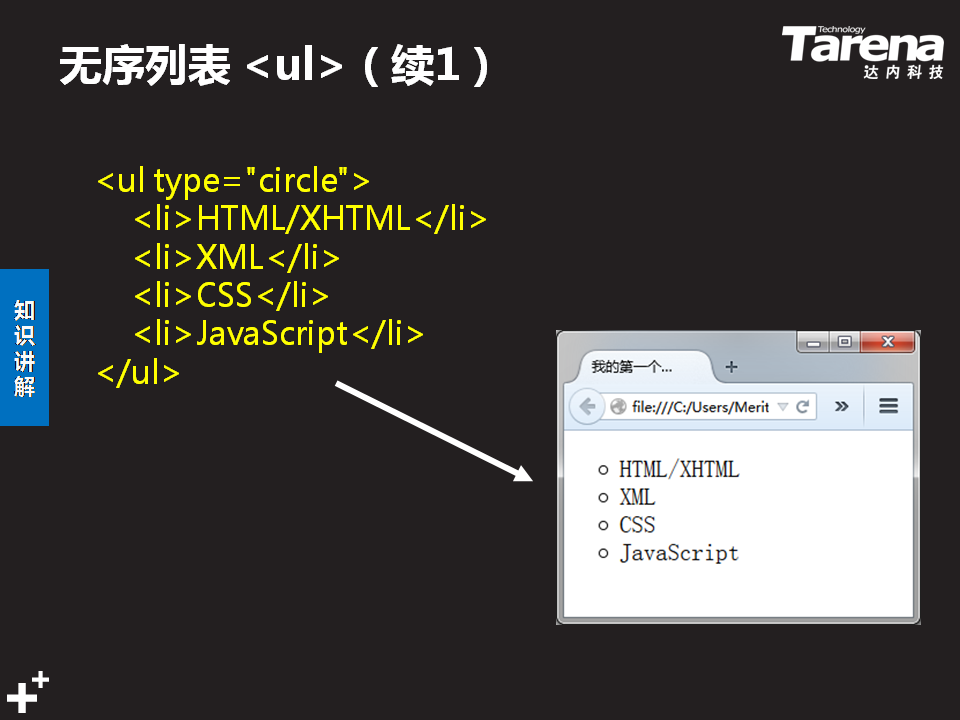 无序列表 <ul>（续1）
Technology
Tarena
达内科技
<ul type="circle">
<li>HTML/XHTML</li>
<li>XML</li>
<li>CSS</li>
<li>JavaScript</li>
</ul>
知识讲解
我的第一个...
file:///C:/Users/Merit
HTML/XHTML
XML
CSS
JavaScript